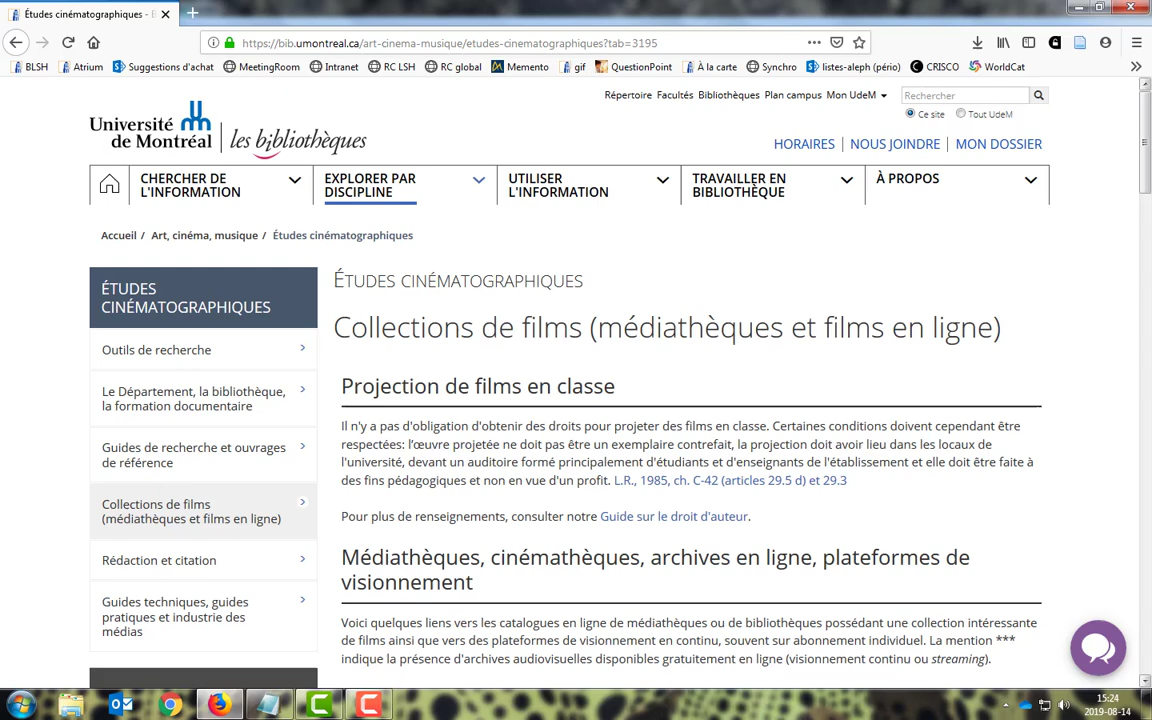 Études cinématographiques -
https://bib.umontreal.ca/art-cinema-musique/etudes-cinematographiques?tab=3195
BLSH Atrium Suggestions d'achat MeetingRoom Intranet RC LSH RC global Memento gif QuestionPoint À la carte Synchro listes-aleph (pério) CRISCO WorldCat
Répertoire Facultés Bibliothèques Plan campus Mon UdeM
Rechercher
Ce site Tout UdeM
Université
de Montréal
les bibliothèques
HORAIRES NOUS JOINDRE MON DOSSIER
CHERCHER DE
L'INFORMATION
EXPLORER PAR
DISCIPLINE
UTILISER
L'INFORMATION
TRAVAILLER EN
BIBLIOTHÈQUE
À PROPOS
Accueil / Art, cinéma, musique / Études cinématographiques
ÉTUDES
CINÉMATOGRAPHIQUES
Outils de recherche
Le Département, la bibliothèque,
la formation documentaire
Guides de recherche et ouvrages
de référence
Collections de films
(médiathèques et films en ligne)
Rédaction et citation
Guides techniques, guides
pratiques et industrie des
médias
ÉTUDES CINÉMATOGRAPHIQUES
Collections de films (médiathèques et films en ligne)
Projection de films en classe
Il n'y a pas d'obligation d'obtenir des droits pour projeter des films en classe. Certaines conditions doivent cependant être
respectées: l'œuvre projetée ne doit pas être un exemplaire contrefait, la projection doit avoir lieu dans les locaux de
l'université, devant un auditoire formé principalement d'étudiants et d'enseignants de l'établissement et elle doit être faite à
des fins pédagogiques et non en vue d'un profit. L.R., 1985, ch. C-42 (articles 29.5 d) et 29.3
Pour plus de renseignements, consulter notre Guide sur le droit d'auteur.
Médiathèques, cinémathèques, archives en ligne, plateformes de
visionnement
Voici quelques liens vers les catalogues en ligne de médiathèques ou de bibliothèques possédant une collection intéressante
de films ainsi que vers des plateformes de visionnement en continu, souvent sur abonnement individuel. La mention ***
indique la présence d'archives audiovisuelles disponibles gratuitement en ligne (visionnement continu ou streaming).
15:24
2019-08-14